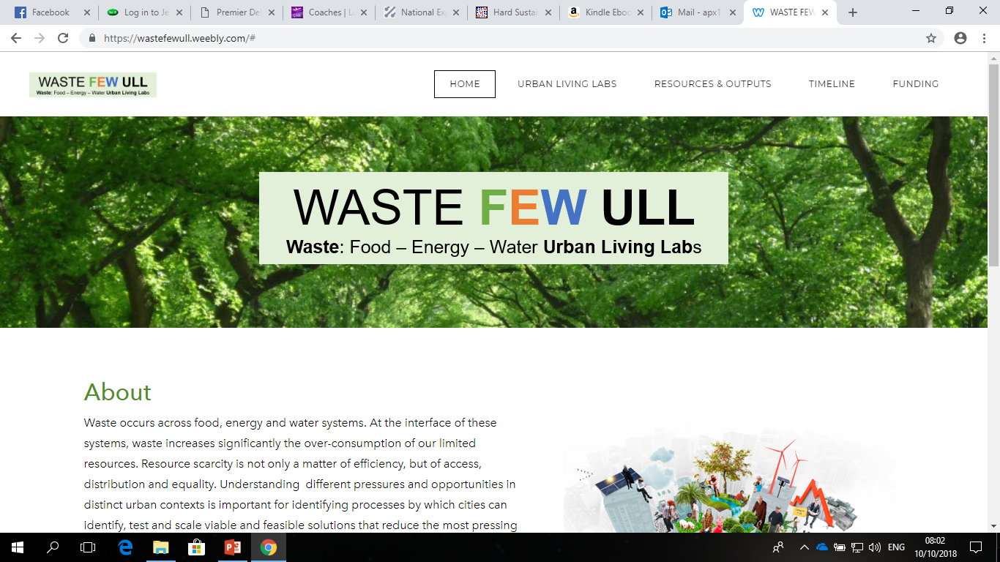 Facebook
Log in to Je
Premier De
Coaches | L
National Ex
Hard Sustai
Kindle Eboo
Mail - apx1
WASTE FEW
https://wastefewull.weebly.com/#
WASTE FEW ULL
Waste: Food – Energy – Water Urban Living Labs
HOME
URBAN LIVING LABS
RESOURCES & OUTPUTS
TIMELINE
FUNDING
WASTE FEW ULL
Waste: Food – Energy – Water Urban Living Labs
About
Waste occurs across food, energy and water systems. At the interface of these
systems, waste increases significantly the over-consumption of our limited
resources. Resource scarcity is not only a matter of efficiency, but of access,
distribution and equality. Understanding  different pressures and opportunities in
distinct urban contexts is important for identifying processes by which cities can
identify, test and scale viable and feasible solutions that reduce the most pressing
ENG
08:02
10/10/2018